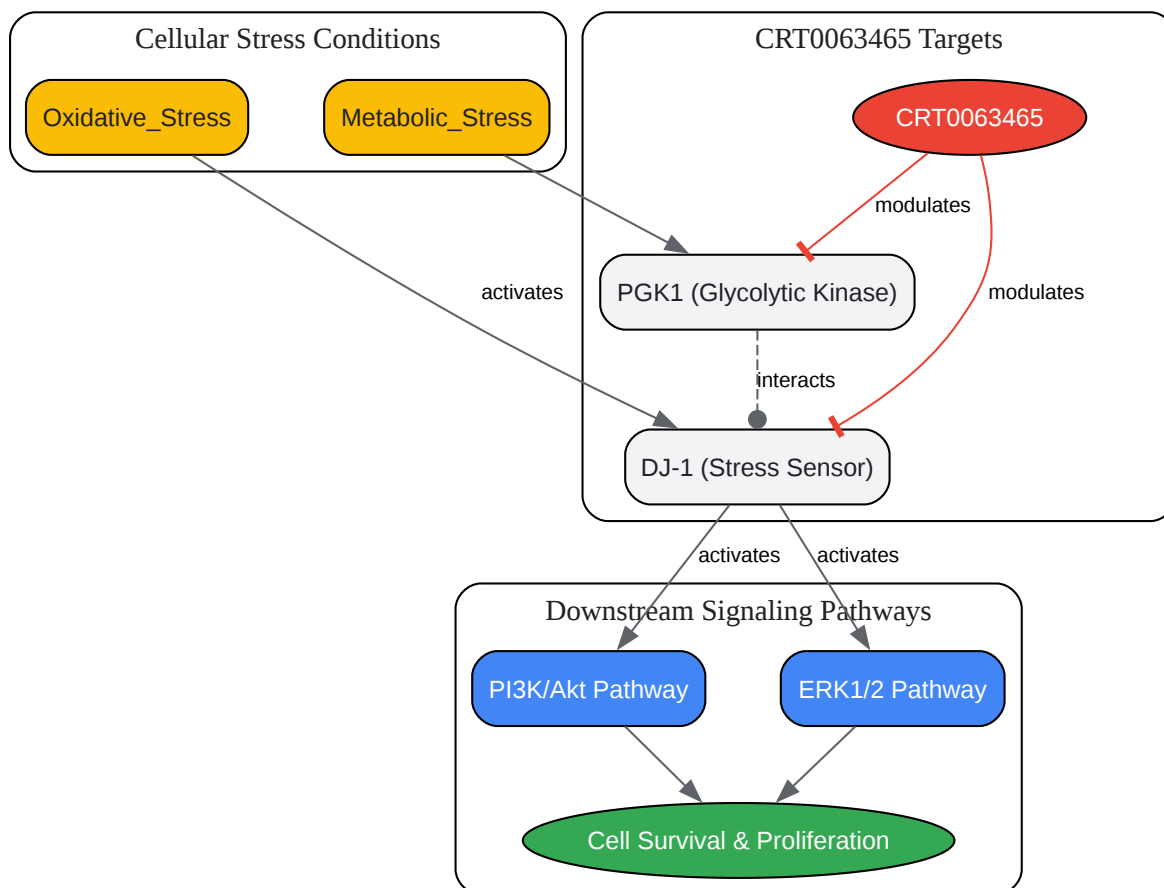 Cellular Stress Conditions
CRT0063465 Targets
Oxidative_Stress
Metabolic_Stress
CRT0063465
modulates
PGK1 (Glycolytic Kinase)
activates
modulates
interacts
DJ-1 (Stress Sensor)
activates
activates
Downstream Signaling Pathways
PI3K/Akt Pathway
ERK1/2 Pathway
Cell Survival & Proliferation